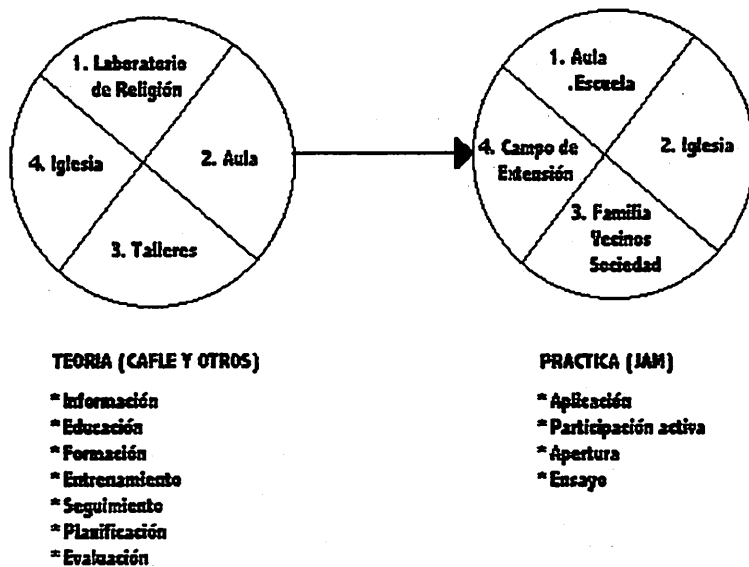 1. Laboratorio
de Religión
2. Aula
3. Talleres
4. Iglesia
1. Aula
.Escuela
2. Iglesia
3. Familia
Vecinos
Sociedad
4. Campo de
Extensión
TEORIA (CAFLE Y OTROS)
* Información
* Educación
* Formación
* Entrenamiento
* Seguimiento
* Planificación
* Evaluación
PRACTICA (JAM)
* Aplicación
* Participación activa
* Apertura
* Ensayo